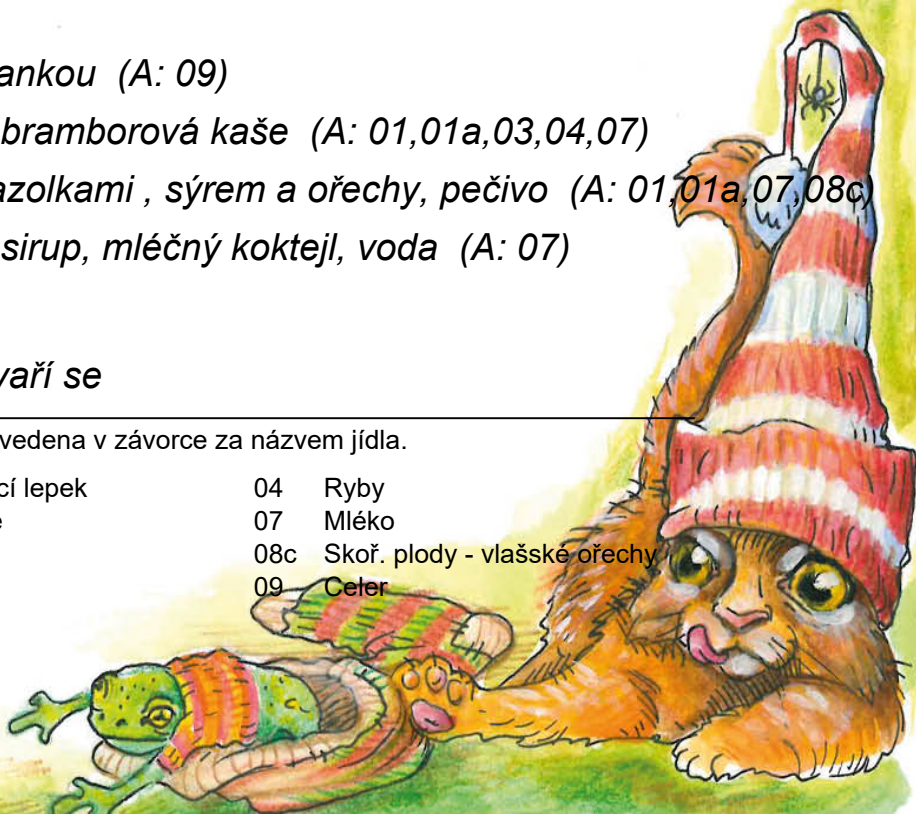 ankou (A: 09)
bramborová kaše (A: 01,01a,03,04,07)
azolkami , sýrem a ořechy, pečivo (A: 01,01a,07,08c)
sirup, mléčný koktejl, voda (A: 07)
vaří se
vedena v závorce za názvem jídla.
cí lepek 04 Ryby
e 07 Mléko
08c Skoř. plody - vlašské ořechy
09 Celer